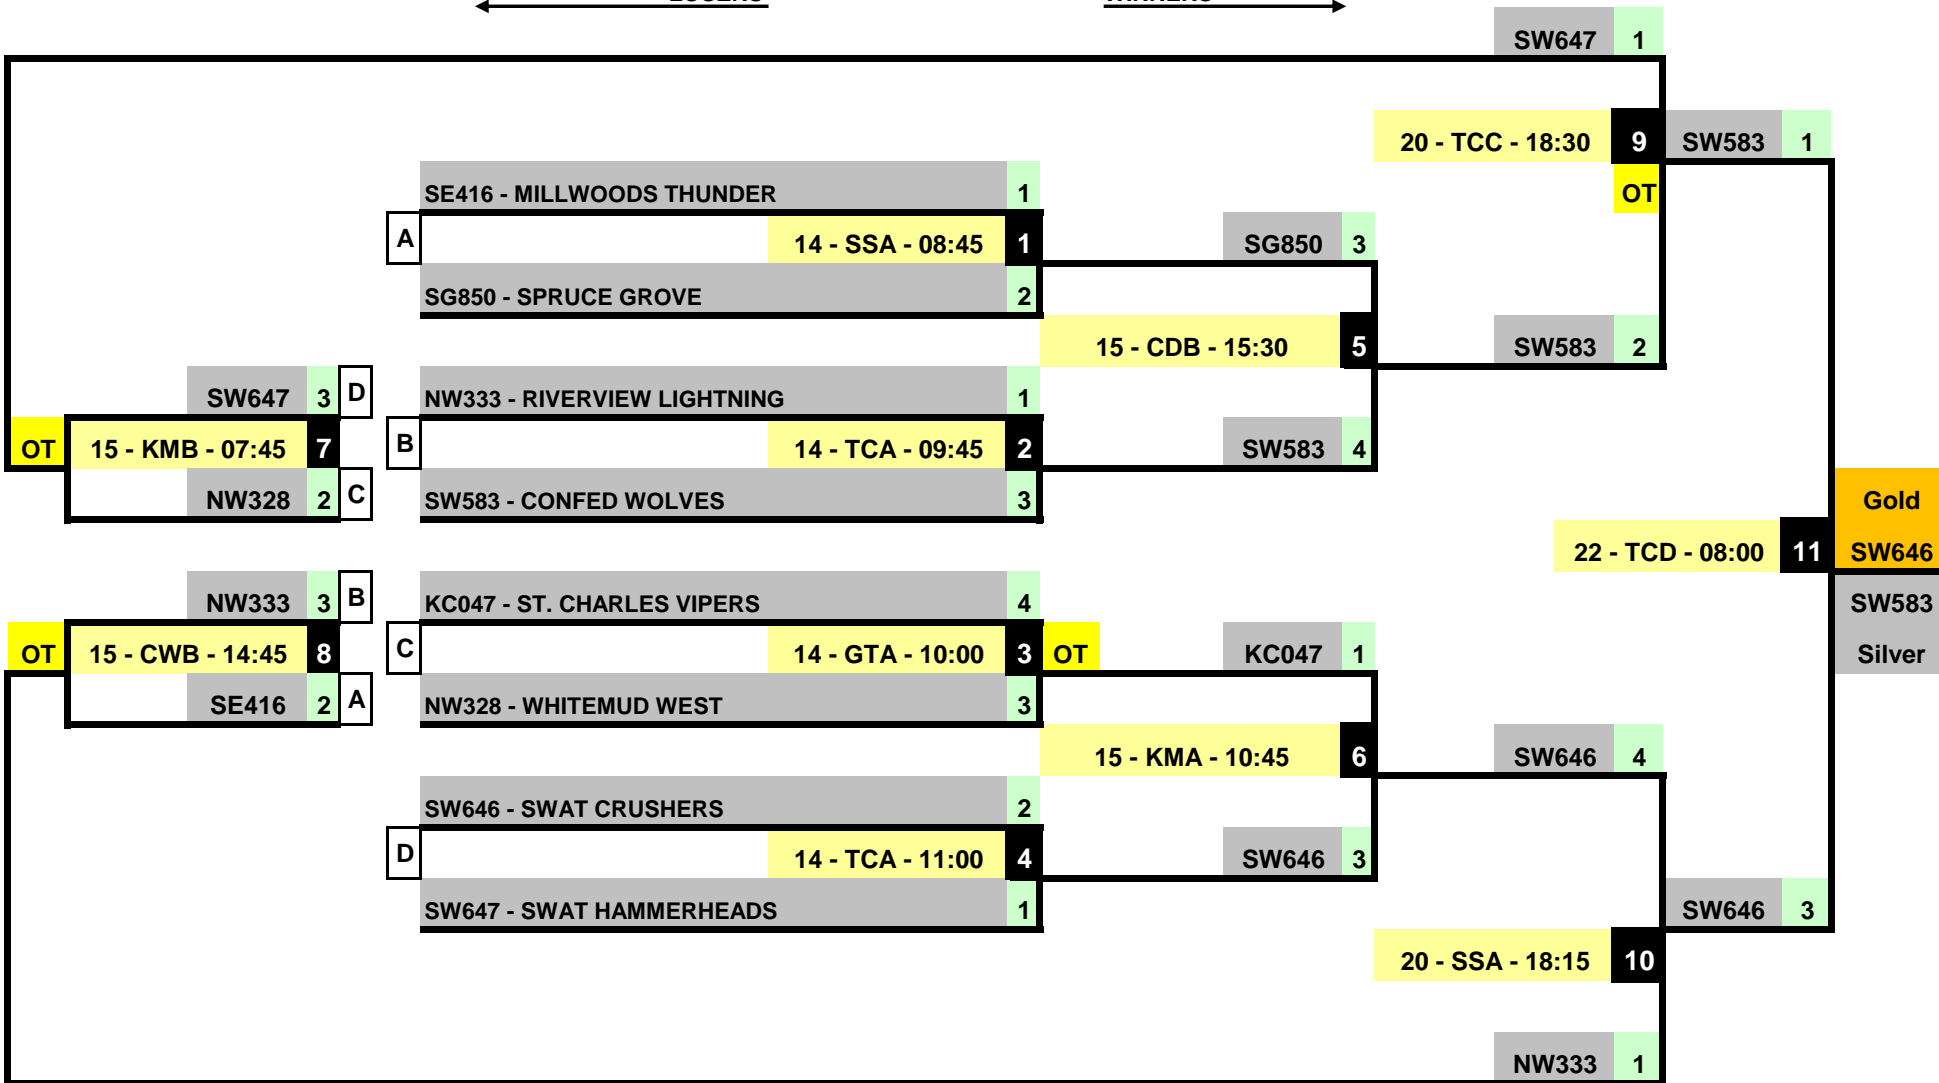 SW647 1
20 - TCC - 18:30 9 SW583 1
OT
SE416 - MILLWOODS THUNDER 1
A 14 - SSA - 08:45 1 SG850 3
SG850 - SPRUCE GROVE 2
15 - CDB - 15:30 5 SW583 2
SW647 3 D NW333 - RIVERVIEW LIGHTNING 1
OT 15 - KMB - 07:45 7 B 14 - TCA - 09:45 2 SW583 4
NW328 2 C SW583 - CONFED WOLVES 3 Gold
22 - TCD - 08:00 11 SW646
NW333 3 B KC047 - ST. CHARLES VIPERS 4 SW583
OT 15 - CWB - 14:45 8 C 14 - GTA - 10:00 3 OT KC047 1 Silver
SE416 2 A NW328 - WHITEMUD WEST 3
15 - KMA - 10:45 6 SW646 4
SW646 - SWAT CRUSHERS 2
D 14 - TCA - 11:00 4 SW646 3
SW647 - SWAT HAMMERHEADS 1 SW646 3
20 - SSA - 18:15 10
NW333 1